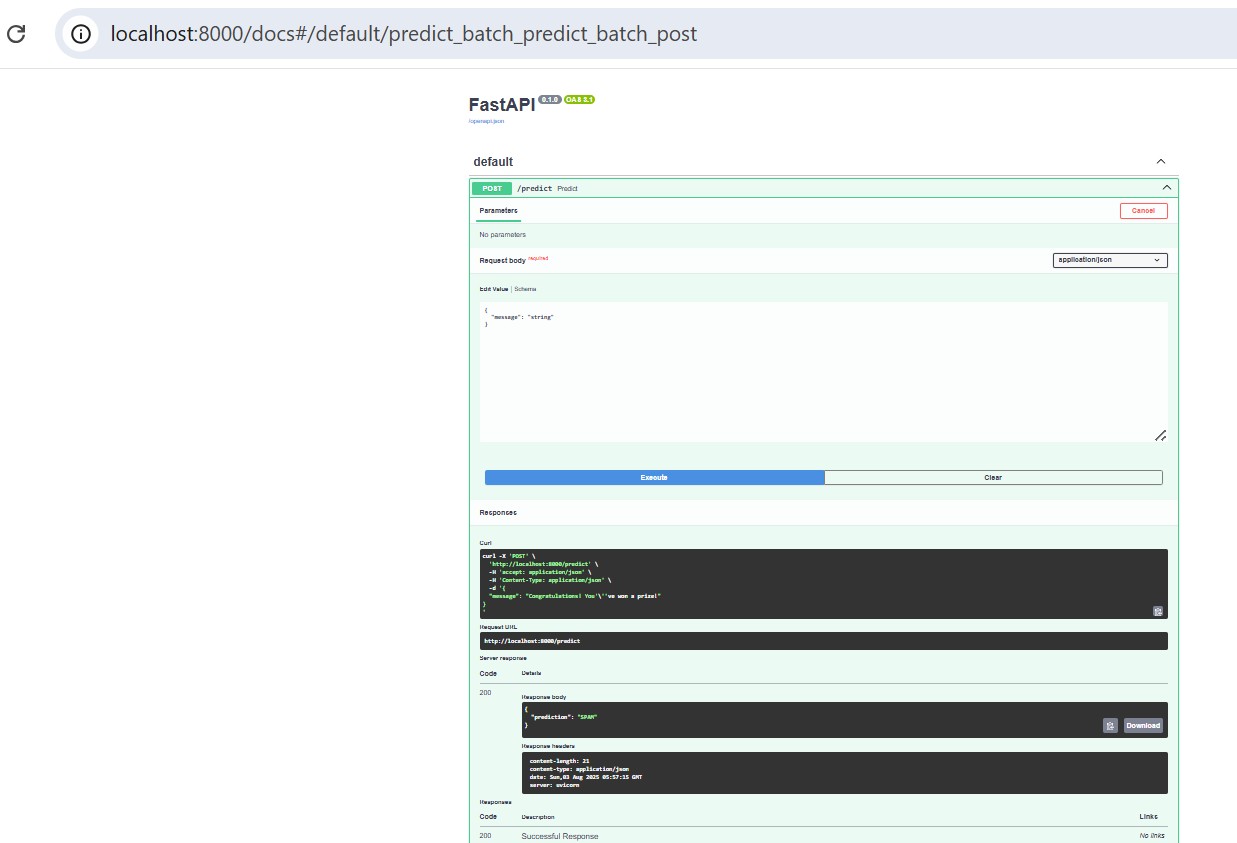 localhost:8000/docs#/default/predict_batch_predict_batch_post
FastAPI 0.1.0 OAS 3.1
/openapi.json
default
POST /predict Predict
Parameters Cancel
No parameters
Request body required application/json
Edit Value | Schema
{
"message": "string"
}
Execute Clear
Responses
Curl
curl -X 'POST' \
'http://localhost:8000/predict' \
-H 'accept: application/json' \
-H 'Content-Type: application/json' \
-d '{
"message": "Congratulations! You'\''ve won a prize!"
}
'
Request URL
http://localhost:8000/predict
Server response
Code Details
200
Response body
{
"prediction": "SPAM"
}
Download
Response headers
content-length: 21
content-type: application/json
date: Sun,03 Aug 2025 05:57:15 GMT
server: uvicorn
Responses
Code Description Links
200 Successful Response No links